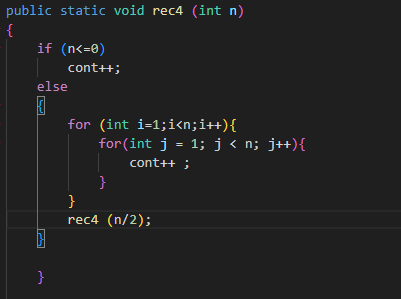 public static void rec4 (int n)
{
    if (n<=0)
        cont++;
    else
    {
        for (int i=1;i<n;i++){
            for(int j = 1; j < n; j++){
                cont++ ;
            }
        }
        rec4 (n/2);
    }
    }